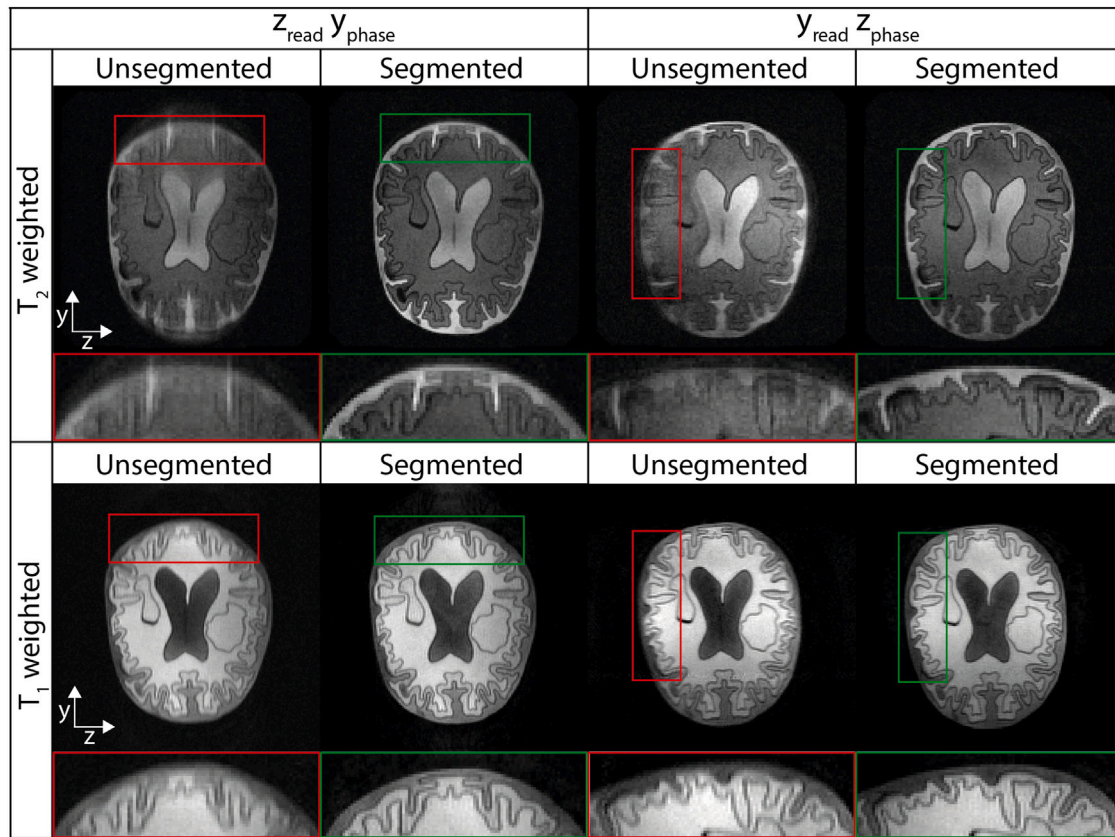 z_read y_phase y_read z_phase
Unsegmented Segmented Unsegmented Segmented
T_2 weighted
y
z
Unsegmented Segmented Unsegmented Segmented
T_1 weighted
y
z